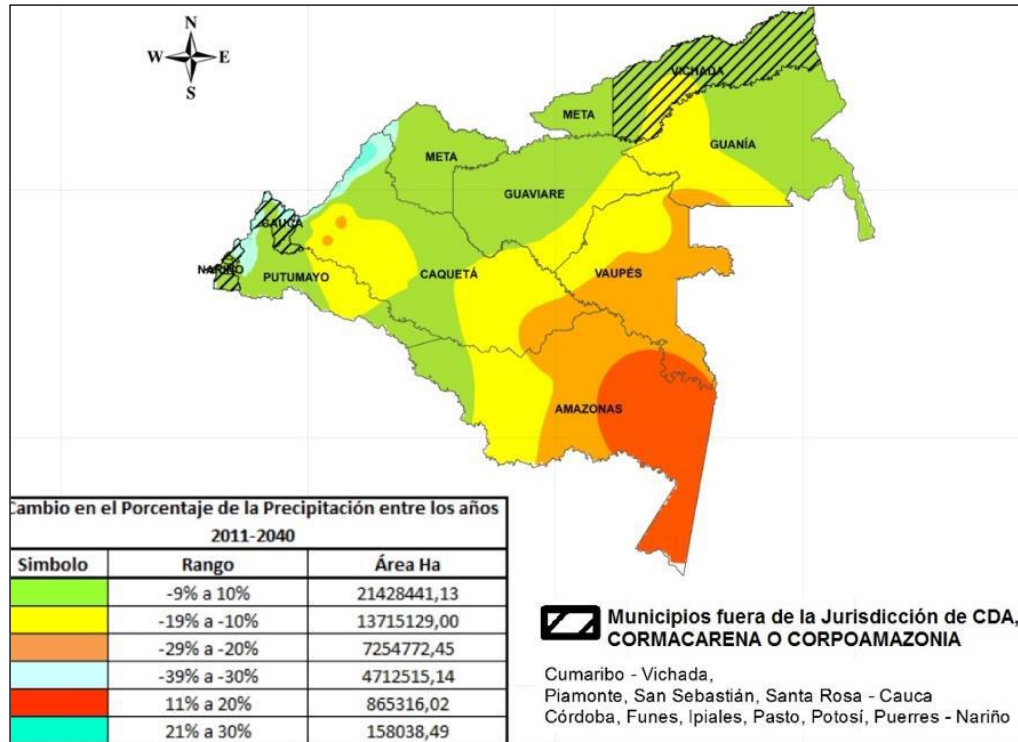 N
W E
S
VICHADA
META
GUANÍA
META
GUAVIARE
CAUCA
NARIÑO
PUTUMAYO
CAQUETÁ
VAUPÉS
AMAZONAS
Cambio en el Porcentaje de la Precipitación entre los años
2011-2040
Simbolo Rango Área Ha
-9% a 10% 21428441,13
-19% a -10% 13715129,00
-29% a -20% 7254772,45
-39% a -30% 4712515,14
11% a 20% 865316,02
21% a 30% 158038,49
Municipios fuera de la Jurisdicción de CDA,
CORMACARENA O CORPOAMAZONIA
Cumaribo - Vichada,
Piamonte, San Sebastián, Santa Rosa - Cauca
Córdoba, Funes, Ipiales, Pasto, Potosí, Puerres - Nariño